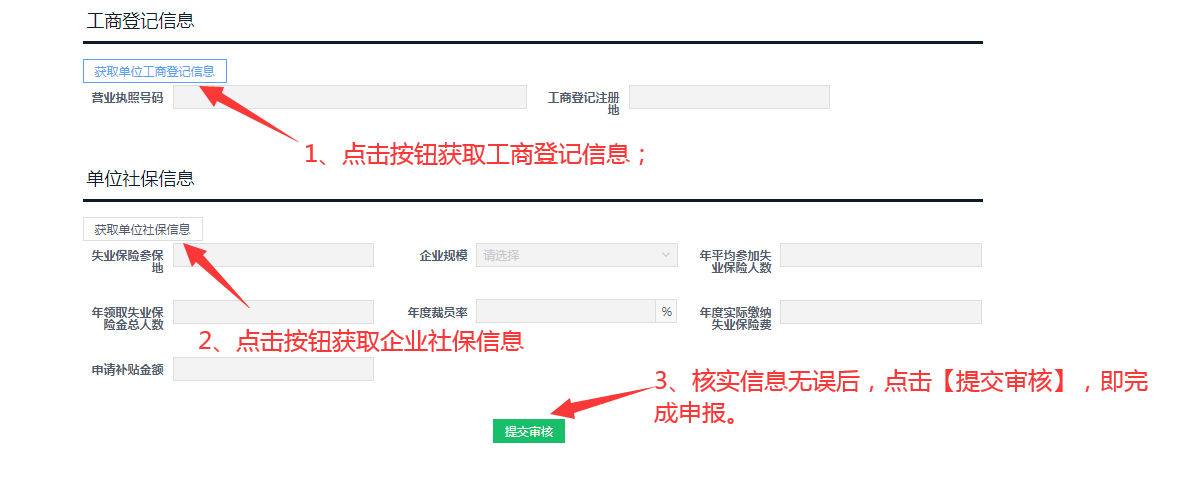 工商登记信息
获取单位工商登记信息
营业执照号码
工商登记注册
地
1、点击按钮获取工商登记信息；
单位社保信息
获取单位社保信息
失业保险参保
地
企业规模
请选择
年平均参加失
业保险人数
年领取失业保
险金总人数
年度裁员率
%
年度实际缴纳
失业保险费
2、点击按钮获取企业社保信息
申请补贴金额
3、核实信息无误后，点击【提交审核】，即完
成申报。
提交审核